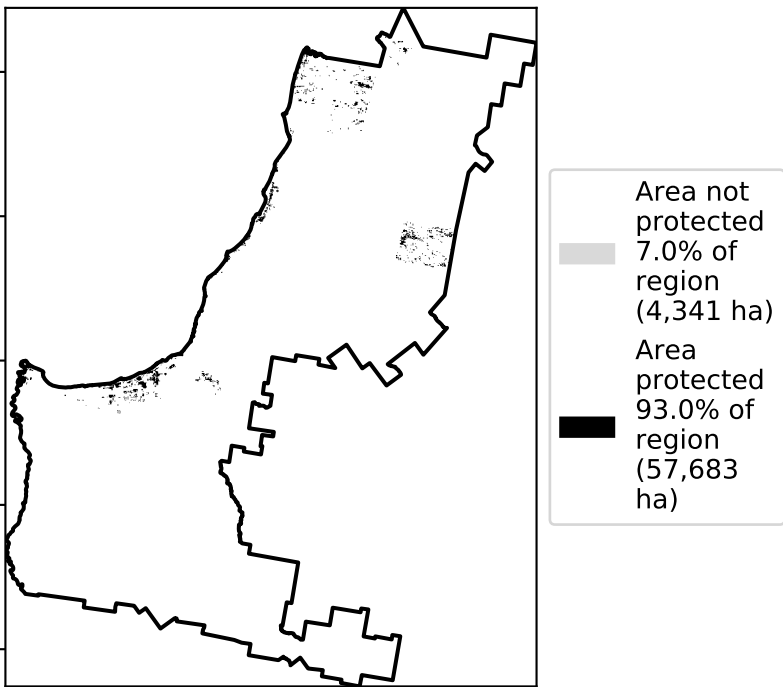 Area not
protected
7.0% of
region
(4,341 ha)
Area
protected
93.0% of
region
(57,683
ha)